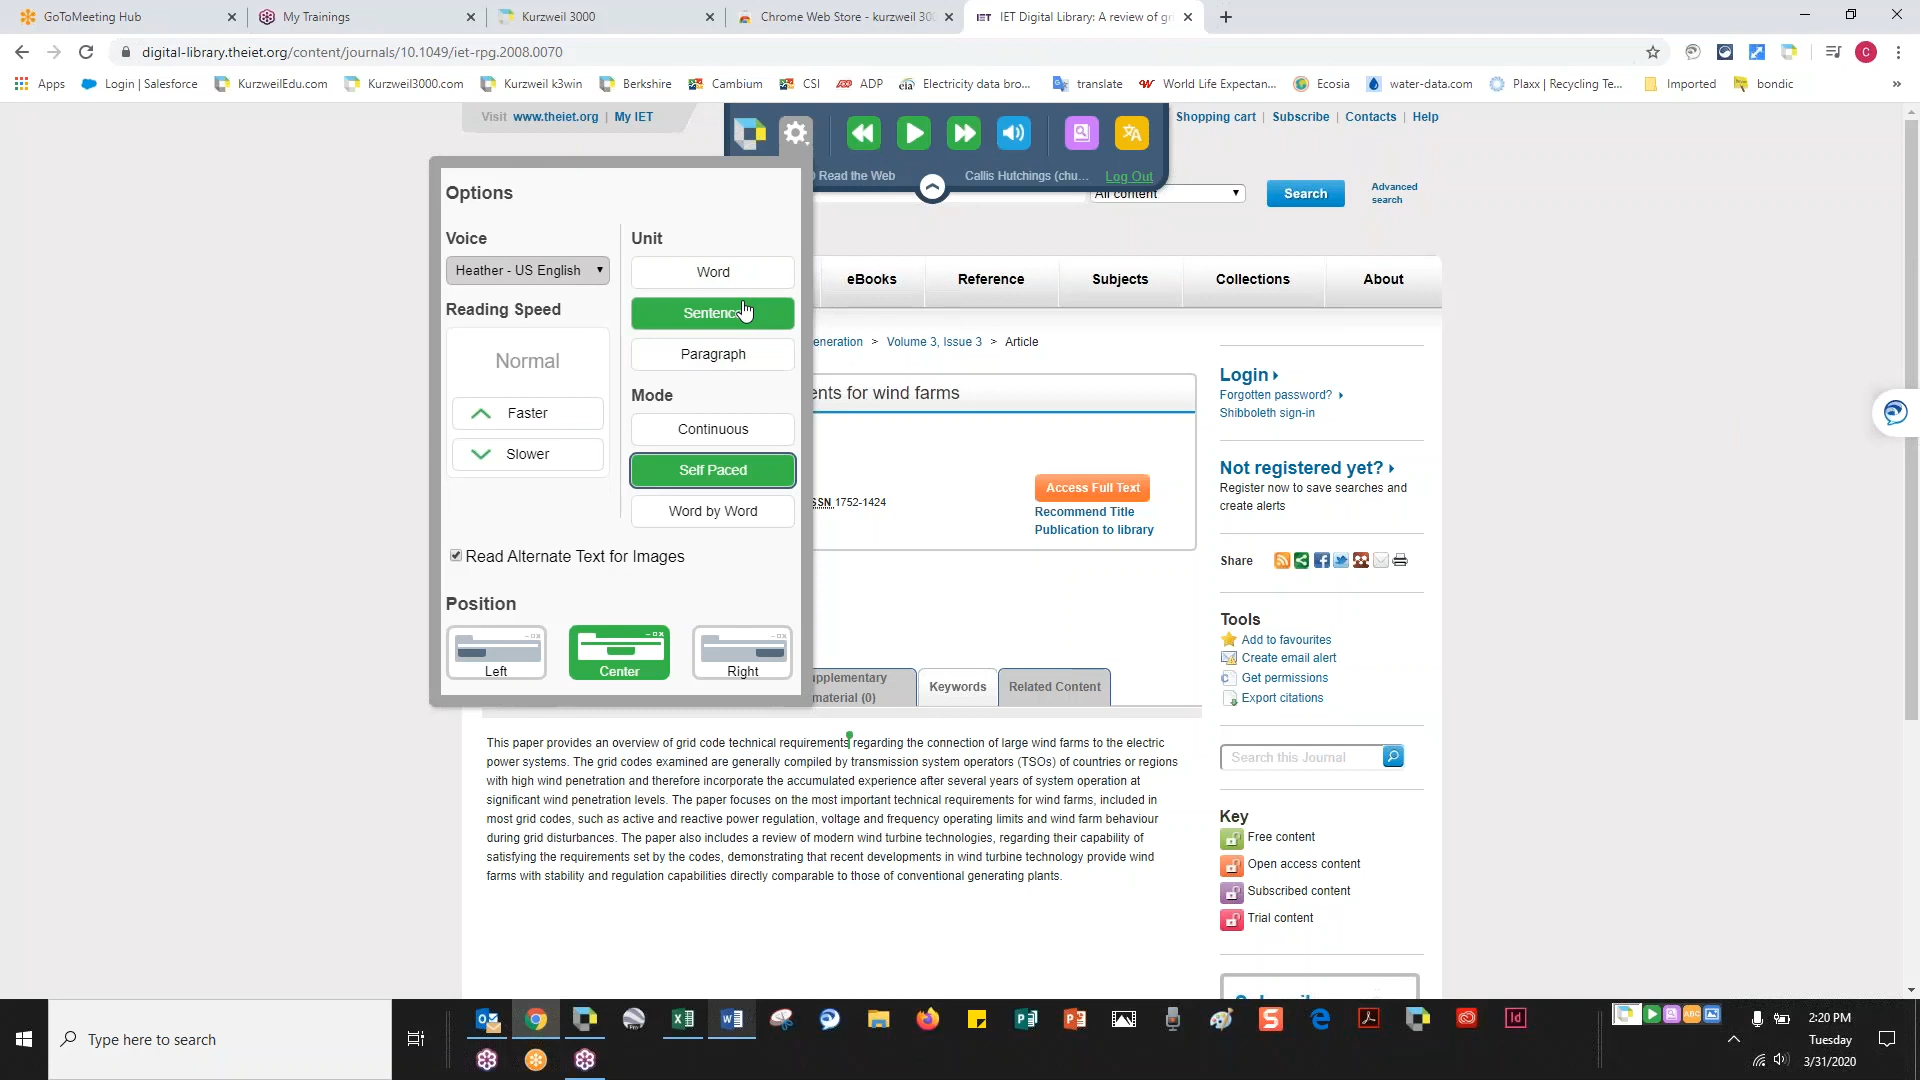 GoToMeeting Hub
My Trainings
Kurzweil 3000
Chrome Web Store - kurzweil 300
IET Digital Library: A review of gr
digital-library.theiet.org/content/journals/10.1049/iet-rpg.2008.0070
C
Apps
Login | Salesforce
KurzweilEdu.com
Kurzweil3000.com
Kurzweil k3win
Berkshire
Cambium
CSI
ADP
Electricity data bro...
translate
World Life Expectan...
Ecosia
water-data.com
Plaxx | Recycling Te...
Imported
bondic
Visit www.theiet.org | My IET
Shopping cart | Subscribe | Contacts | Help
Read the Web
Callis Hutchings (chu...
Log Out
All content
Search
Advanced
search
Options
Voice
Heather - US English
Reading Speed
Normal
Faster
Slower
Unit
Word
Sentence
Paragraph
Mode
Continuous
Self Paced
Word by Word
Read Alternate Text for Images
Position
Left
Center
Right
eBooks
Reference
Subjects
Collections
About
eneration > Volume 3, Issue 3 > Article
ents for wind farms
SSN 1752-1424
Access Full Text
Recommend Title
Publication to library
Login
Forgotten password?
Shibboleth sign-in
Not registered yet?
Register now to save searches and
create alerts
Share
Tools
Add to favourites
Create email alert
Get permissions
Export citations
upplementary
material (0)
Keywords
Related Content
This paper provides an overview of grid code technical requirements regarding the connection of large wind farms to the electric
power systems. The grid codes examined are generally compiled by transmission system operators (TSOs) of countries or regions
with high wind penetration and therefore incorporate the accumulated experience after several years of system operation at
significant wind penetration levels. The paper focuses on the most important technical requirements for wind farms, included in
most grid codes, such as active and reactive power regulation, voltage and frequency operating limits and wind farm behaviour
during grid disturbances. The paper also includes a review of modern wind turbine technologies, regarding their capability of
satisfying the requirements set by the codes, demonstrating that recent developments in wind turbine technology provide wind
farms with stability and regulation capabilities directly comparable to those of conventional generating plants.
Search this Journal
Key
Free content
Open access content
Subscribed content
Trial content
Type here to search
2:20 PM
Tuesday
3/31/2020